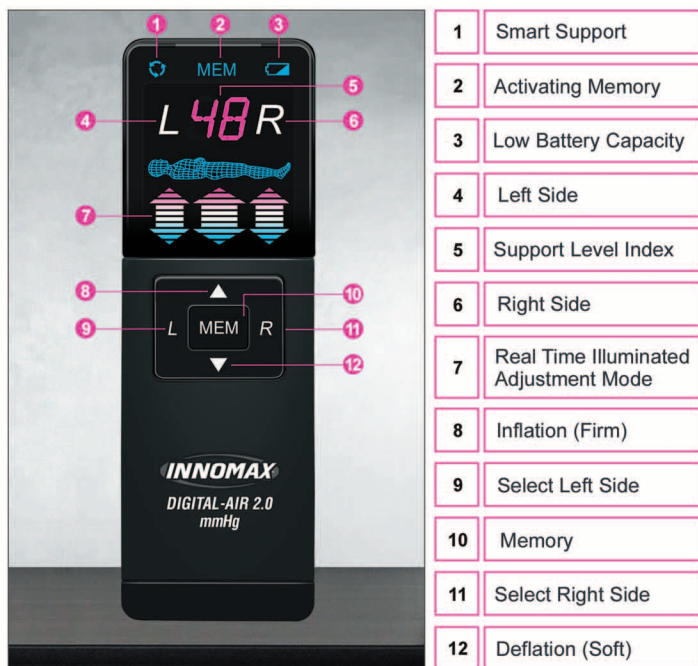 1 2 3
MEM
4 L 48 R 5 6
7
8
9 L MEM R 10 11
12
INNOMAX
DIGITAL-AIR 2.0
mmHg
1 Smart Support
2 Activating Memory
3 Low Battery Capacity
4 Left Side
5 Support Level Index
6 Right Side
7 Real Time Illuminated
Adjustment Mode
8 Inflation (Firm)
9 Select Left Side
10 Memory
11 Select Right Side
12 Deflation (Soft)